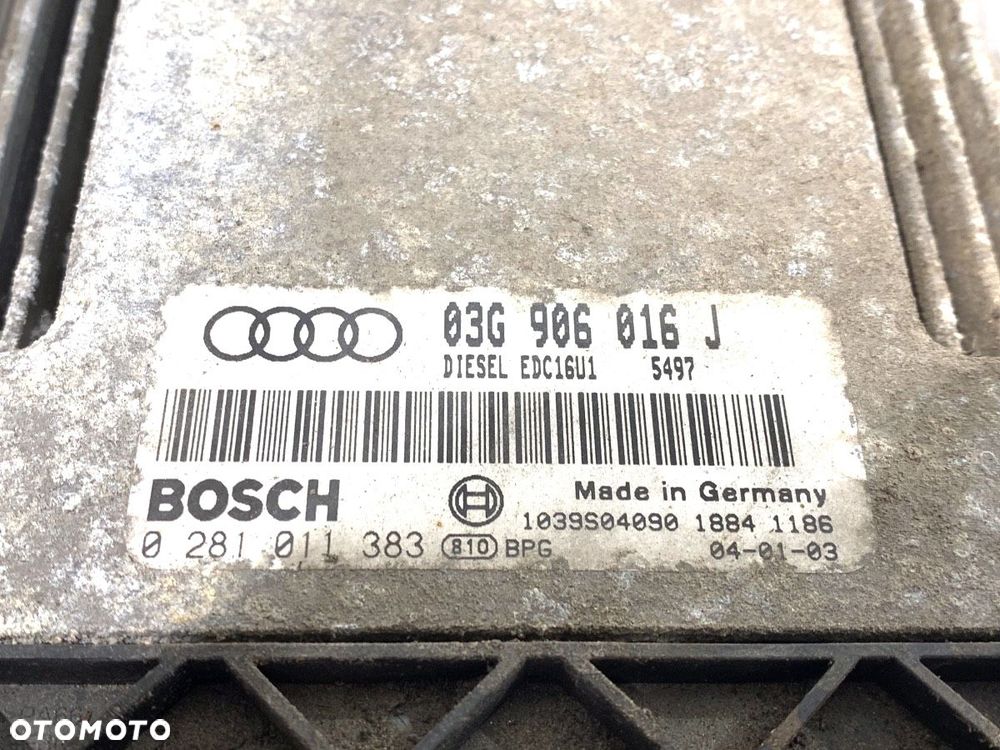 03G 906 016 J
DIESEL EDC16U1 5497
BOSCH
Made in Germany
1039S04090 1884 1186
0 281 011 383 810 BPG 04-01-03
OTOMOTO